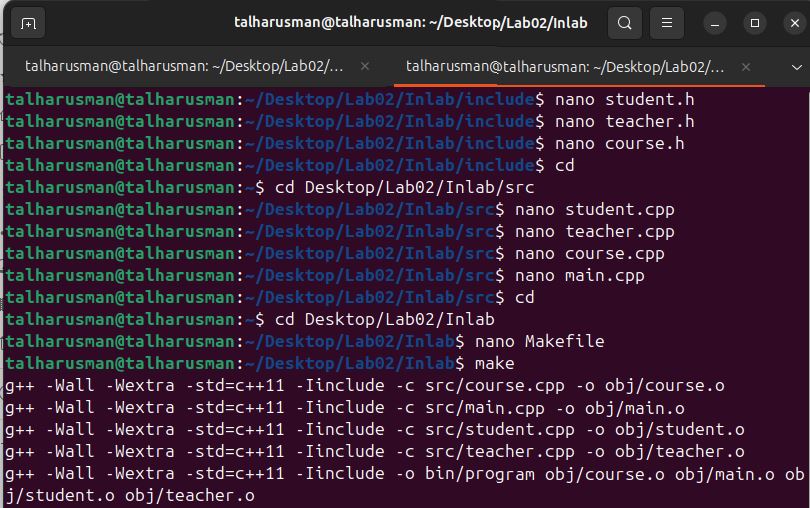 talharusman@talharusman: ~/Desktop/Lab02/Inlab
talharusman@talharusman: ~/Desktop/Lab02/...
talharusman@talharusman: ~/Desktop/Lab02/...
talharusman@talharusman:~/Desktop/Lab02/Inlab/include$ nano student.h
talharusman@talharusman:~/Desktop/Lab02/Inlab/include$ nano teacher.h
talharusman@talharusman:~/Desktop/Lab02/Inlab/include$ nano course.h
talharusman@talharusman:~/Desktop/Lab02/Inlab/include$ cd
talharusman@talharusman:~$ cd Desktop/Lab02/Inlab/src
talharusman@talharusman:~/Desktop/Lab02/Inlab/src$ nano student.cpp
talharusman@talharusman:~/Desktop/Lab02/Inlab/src$ nano teacher.cpp
talharusman@talharusman:~/Desktop/Lab02/Inlab/src$ nano course.cpp
talharusman@talharusman:~/Desktop/Lab02/Inlab/src$ nano main.cpp
talharusman@talharusman:~/Desktop/Lab02/Inlab/src$ cd
talharusman@talharusman:~$ cd Desktop/Lab02/Inlab
talharusman@talharusman:~/Desktop/Lab02/Inlab$ nano Makefile
talharusman@talharusman:~/Desktop/Lab02/Inlab$ make
g++ -Wall -Wextra -std=c++11 -Iinclude -c src/course.cpp -o obj/course.o
g++ -Wall -Wextra -std=c++11 -Iinclude -c src/main.cpp -o obj/main.o
g++ -Wall -Wextra -std=c++11 -Iinclude -c src/student.cpp -o obj/student.o
g++ -Wall -Wextra -std=c++11 -Iinclude -c src/teacher.cpp -o obj/teacher.o
g++ -Wall -Wextra -std=c++11 -Iinclude -o bin/program obj/course.o obj/main.o ob
j/student.o obj/teacher.o